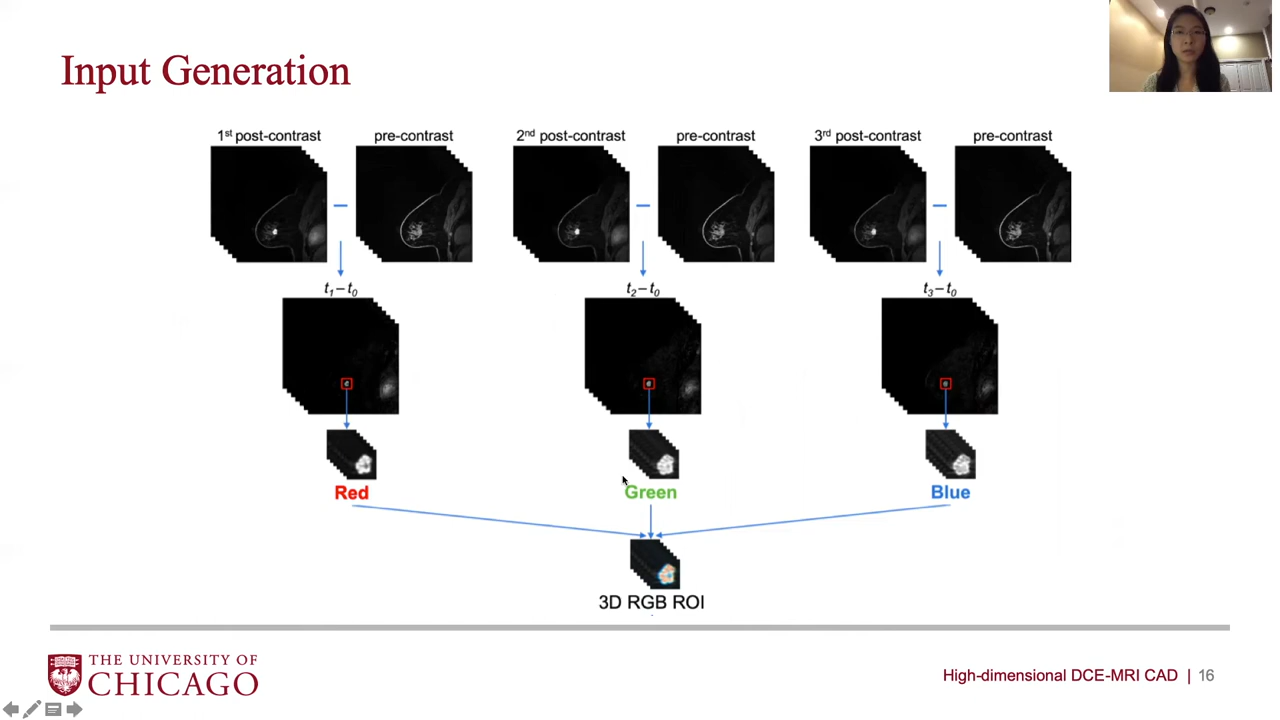 Input Generation
1st post-contrast
pre-contrast
2nd post-contrast
pre-contrast
3rd post-contrast
pre-contrast
t1–t0
t2–t0
t3–t0
Red
Green
Blue
3D RGB ROI
THE UNIVERSITY OF
CHICAGO
High-dimensional DCE-MRI CAD | 16